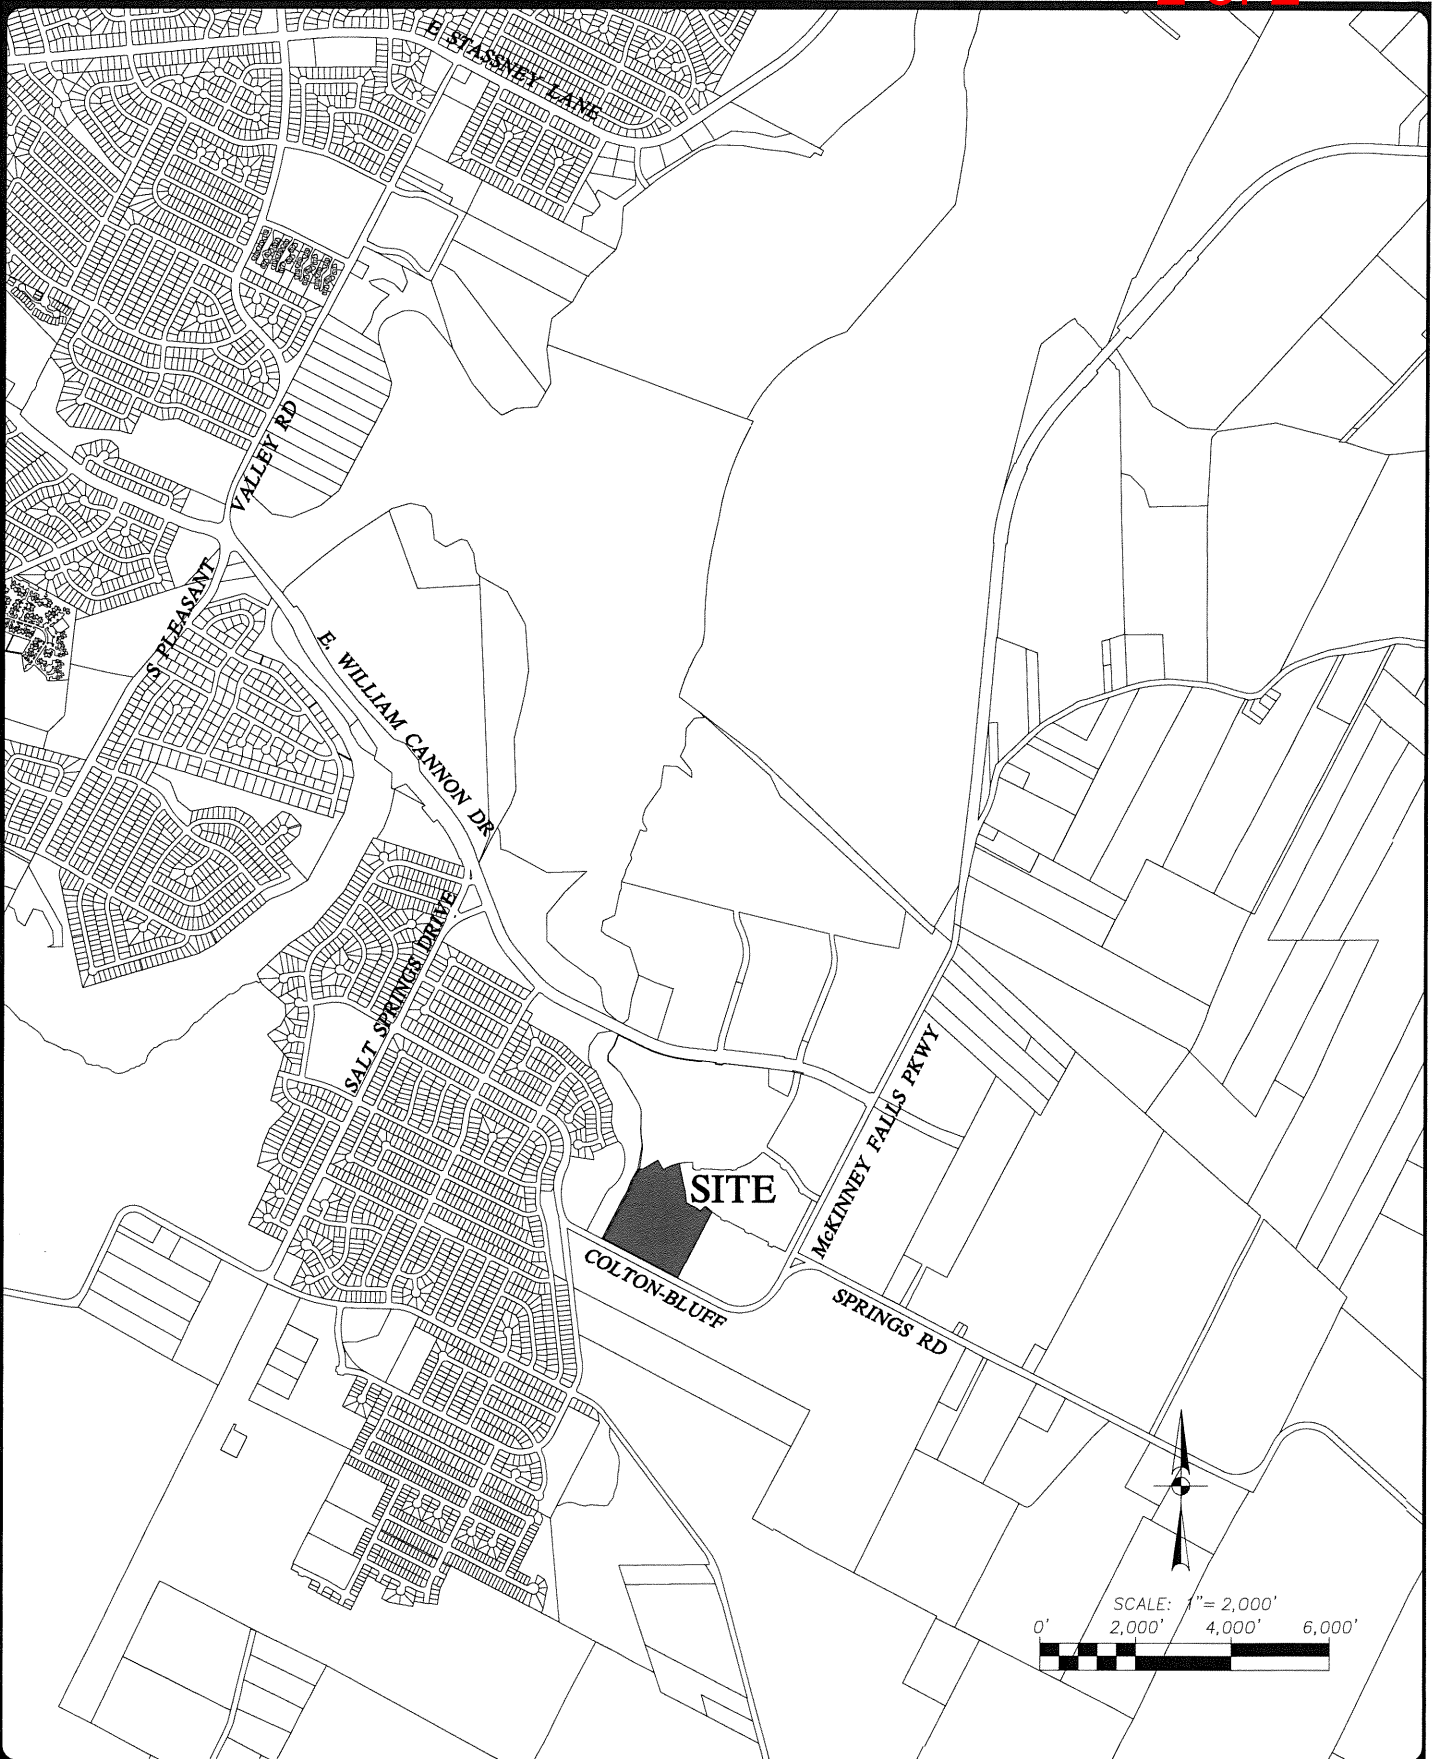 E STASSNEY LANE
VALLEY RD
S PLEASANT
E. WILLIAM CANNON DR
SALT SPRINGS DRIVE
McKINNEY FALLS PKWY
SITE
COLTON-BLUFF
SPRINGS RD
SCALE: 1"= 2,000'
0' 2,000' 4,000' 6,000'